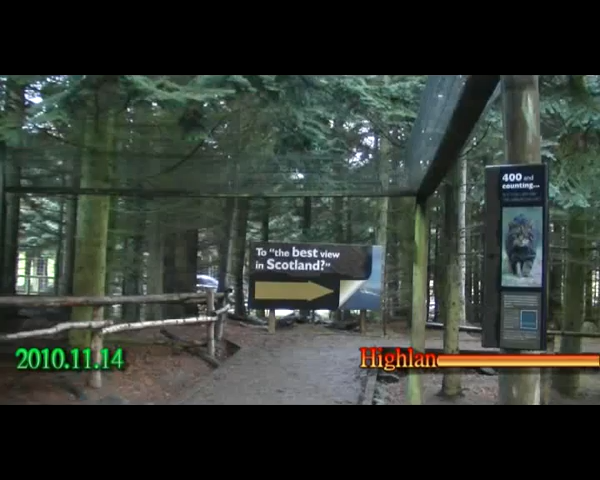 400 and
counting...
To "the best view
in Scotland?"
2010.11.14
Highlan